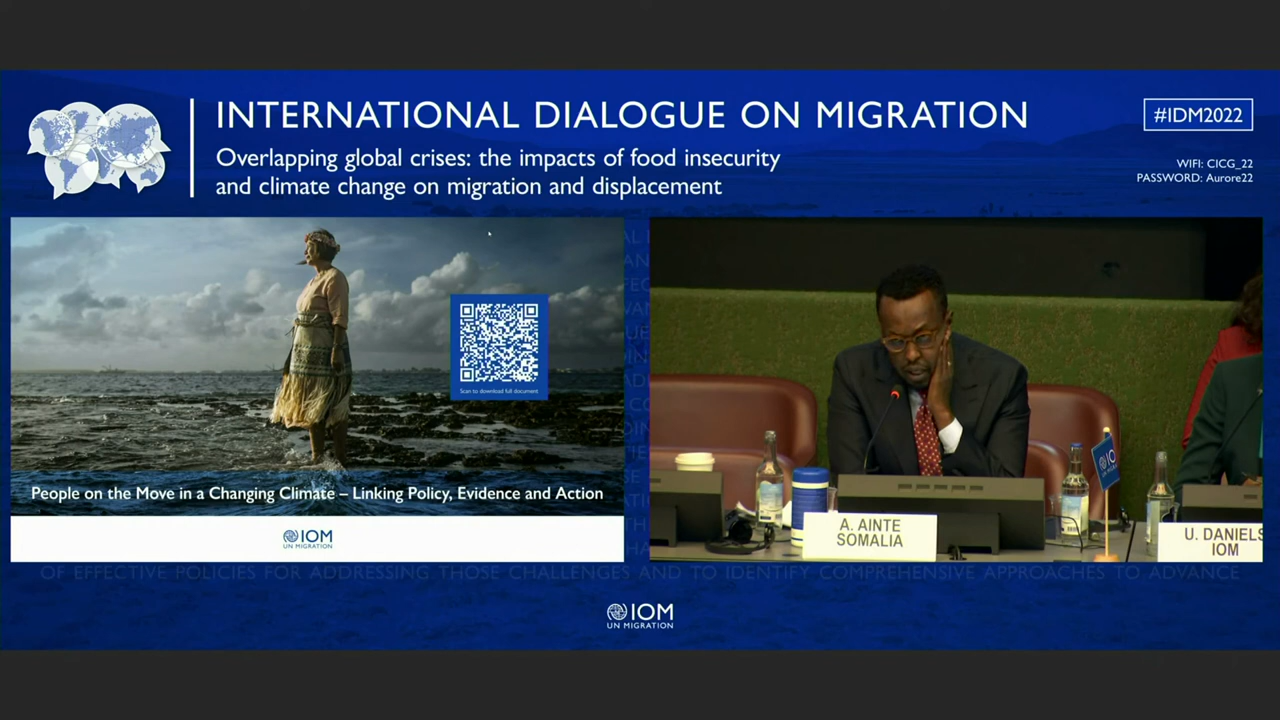 INTERNATIONAL DIALOGUE ON MIGRATION
Overlapping global crises: the impacts of food insecurity
and climate change on migration and displacement
#IDM2022
WIFI: CICG_22
PASSWORD: Aurore22
Scan to download full document
People on the Move in a Changing Climate – Linking Policy, Evidence and Action
IOM
UN MIGRATION
A. AINTE
SOMALIA
U. DANIELS
IOM
OF EFFECTIVE POLICIES FOR ADDRESSING THOSE CHALLENGES AND TO IDENTIFY COMPREHENSIVE APPROACHES TO ADVANCE
IOM
UN MIGRATION